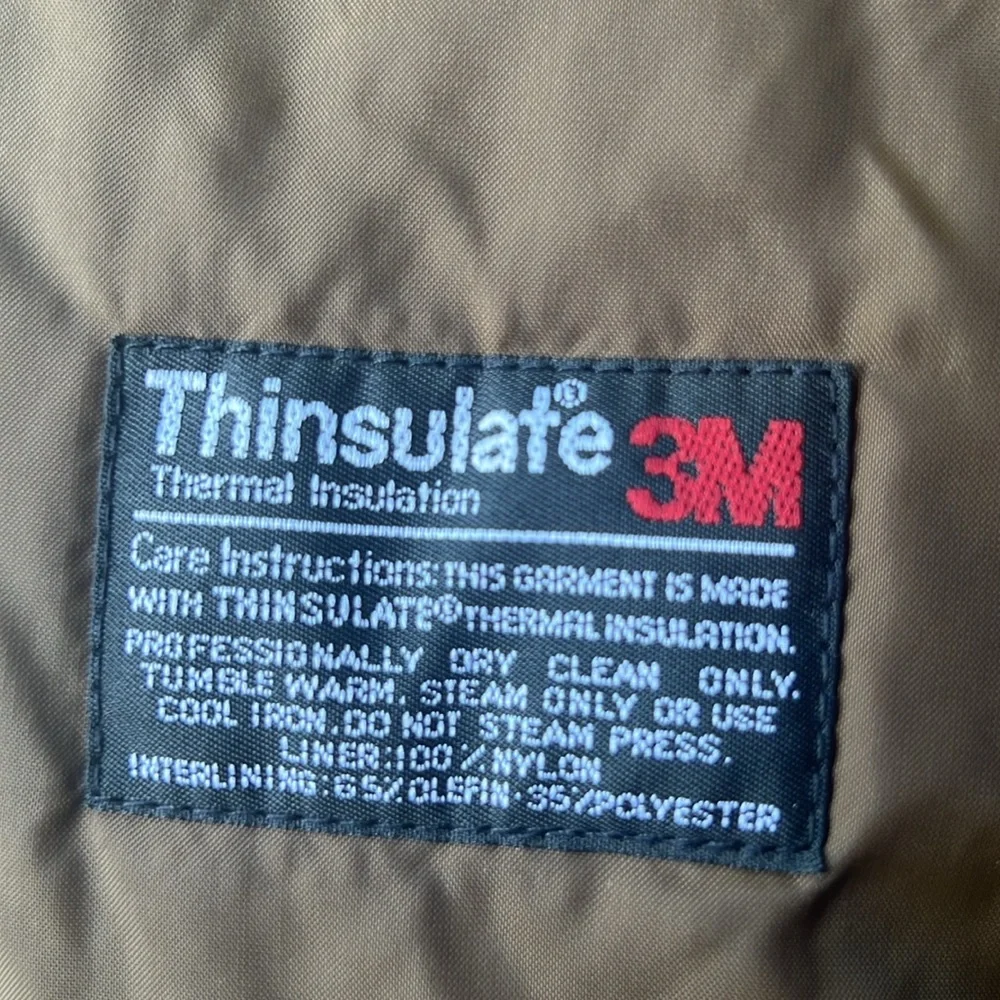 Thinsulate® 3M
Thermal Insulation
Care Instructions: THIS GARMENT IS MADE
WITH THINSULATE® THERMAL INSULATION.
PROFESSIONALLY DRY CLEAN ONLY.
TUMBLE WARM. STEAM ONLY OR USE
COOL IRON. DO NOT STEAM PRESS.
LINER: 100% NYLON
INTERLINING: 65% OLEFIN 35% POLYESTER